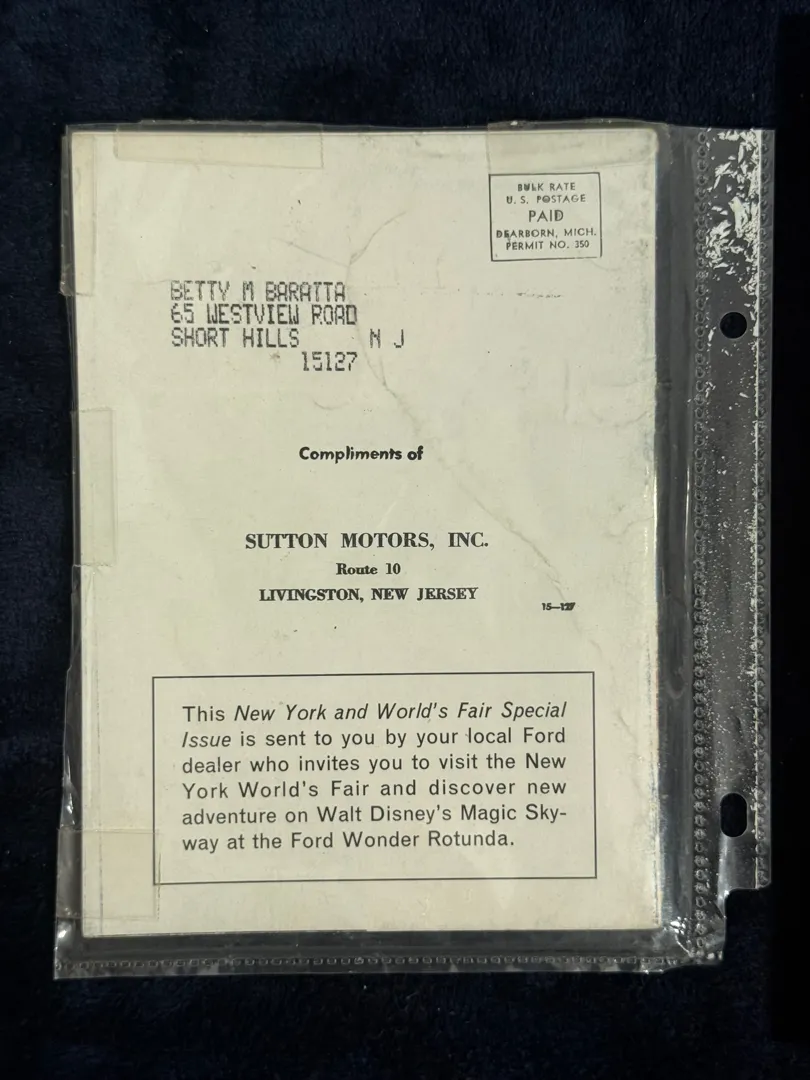 BULK RATE
U. S. POSTAGE
PAID
DEARBORN, MICH.
PERMIT NO. 350
BETTY M BARATTA
65 WESTVIEW ROAD
SHORT HILLS N J
15127
Compliments of
SUTTON MOTORS, INC.
Route 10
LIVINGSTON, NEW JERSEY
15—127
This New York and World's Fair Special
Issue is sent to you by your local Ford
dealer who invites you to visit the New
York World's Fair and discover new
adventure on Walt Disney's Magic Sky-
way at the Ford Wonder Rotunda.